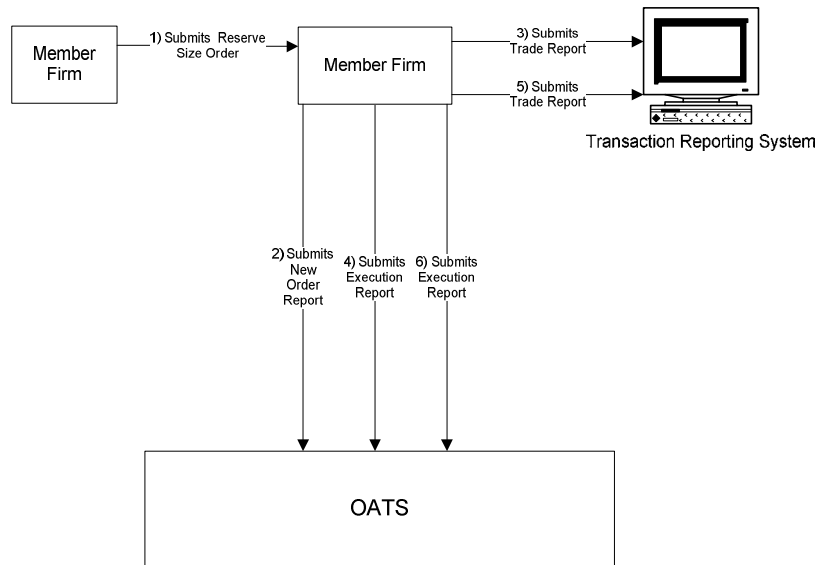 Member
Firm
1) Submits Reserve
Size Order
Member Firm
3) Submits
Trade Report
5) Submits
Trade Report
Transaction Reporting System
2) Submits
New
Order
Report
4) Submits
Execution
Report
6) Submits
Execution
Report
OATS